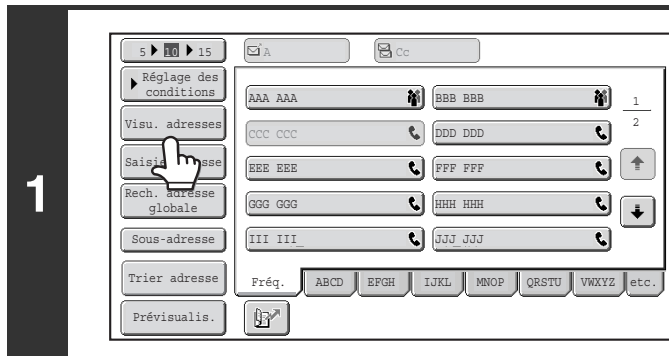 1
5 10 15
A
Cc
Réglage des
conditions
Visu. adresses
Rech. adresse
globale
Sous-adresse
Trier adresse
Prévisualis.
AAA AAA
BBB BBB
CCC CCC
DDD DDD
EEE EEE
FFF FFF
GGG GGG
HHH HHH
III III
JJJ JJJ
1
2
Fréq. ABCD EFGH IJKL MNOP QRSTU VWXYZ etc.